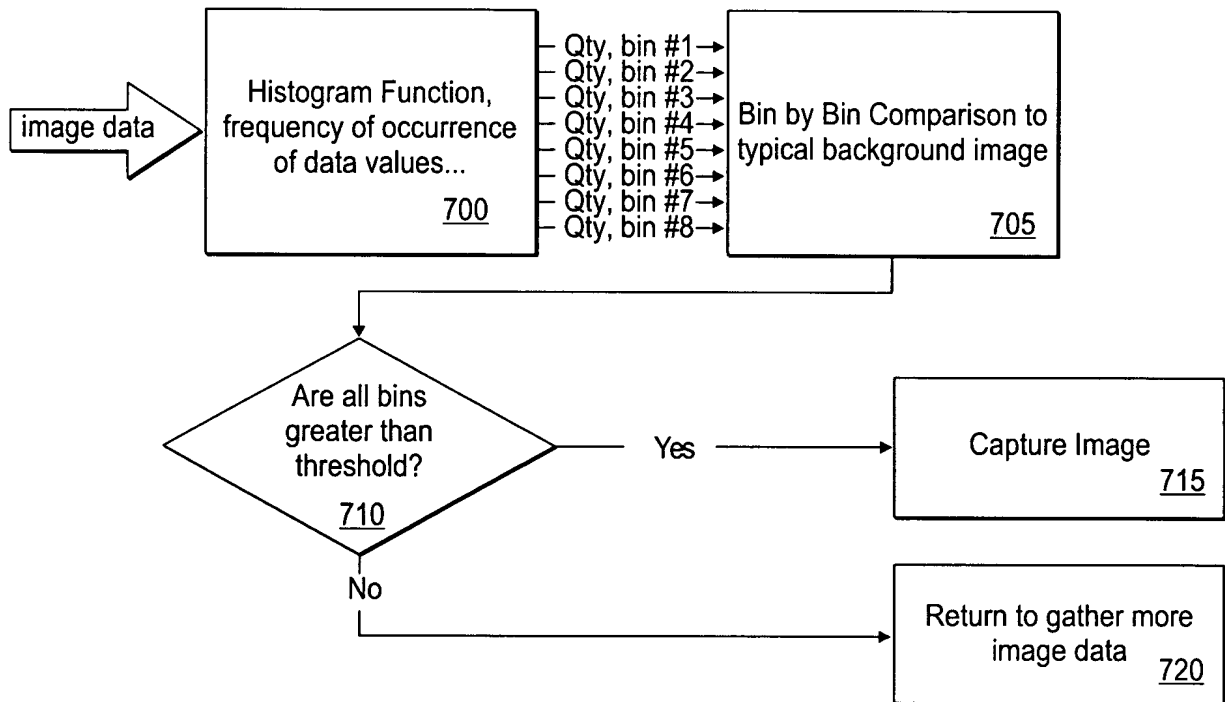 image data
Histogram Function,
frequency of occurrence
of data values...
700
Qty, bin #1
Qty, bin #2
Qty, bin #3
Qty, bin #4
Qty, bin #5
Qty, bin #6
Qty, bin #7
Qty, bin #8
Bin by Bin Comparison to
typical background image
705
Are all bins
greater than
threshold?
710
Yes
Capture Image
715
No
Return to gather more
image data
720